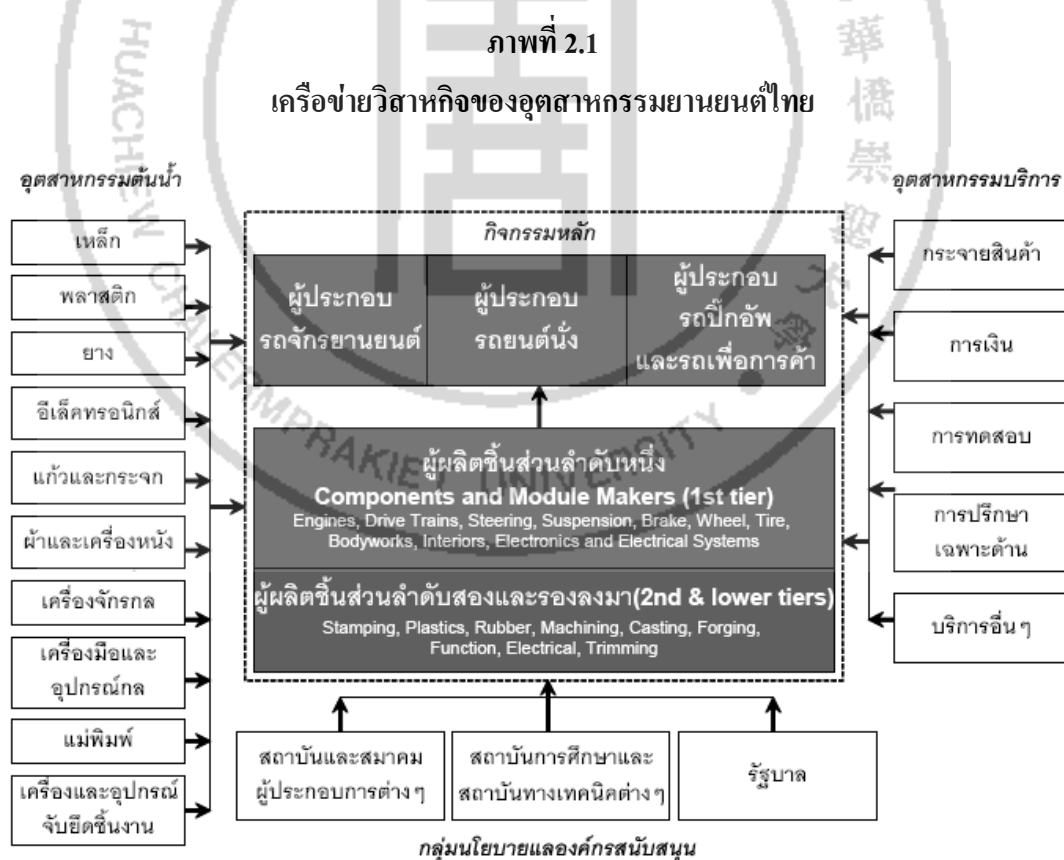 ภาพที่ 2.1
เครือข่ายวิสาหกิจของอุตสาหกรรมยานยนต์ไทย
อุตสาหกรรมต้นน้ำ
เหล็ก
พลาสติก
ยาง
อีเล็คทรอนิกส์
แก้วและกระจก
ผ้าและเครื่องหนัง
เครื่องจักรกล
เครื่องมือและ
อุปกรณ์กล
แม่พิมพ์
เครื่องและอุปกรณ์
จับยึดชิ้นงาน
กิจกรรมหลัก
ผู้ประกอบ
รถจักรยานยนต์
ผู้ประกอบ
รถยนต์นั่ง
ผู้ประกอบ
รถปิ๊กอัพ
และรถเพื่อการค้า
ผู้ผลิตชิ้นส่วนลำดับหนึ่ง
Components and Module Makers (1st tier)
Engines, Drive Trains, Steering, Suspension, Brake, Wheel, Tire,
Bodyworks, Interiors, Electronics and Electrical Systems
ผู้ผลิตชิ้นส่วนลำดับสองและรองลงมา(2nd & lower tiers)
Stamping, Plastics, Rubber, Machining, Casting, Forging,
Function, Electrical, Trimming
อุตสาหกรรมบริการ
กระจายสินค้า
การเงิน
การทดสอบ
การปรึกษา
เฉพาะด้าน
บริการอื่นๆ
สถาบันและสมาคม
ผู้ประกอบการต่างๆ
สถาบันการศึกษาและ
สถาบันทางเทคนิคต่างๆ
รัฐบาล
กลุ่มนโยบายแลองค์กรสนับสนุน
HUACHIEW CHALERMPRAKIET UNIVERSITY
華僑崇聖大學